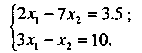 2x₁ − 7x₂ = 3.5 ;
3x₁ − x₂ = 10.